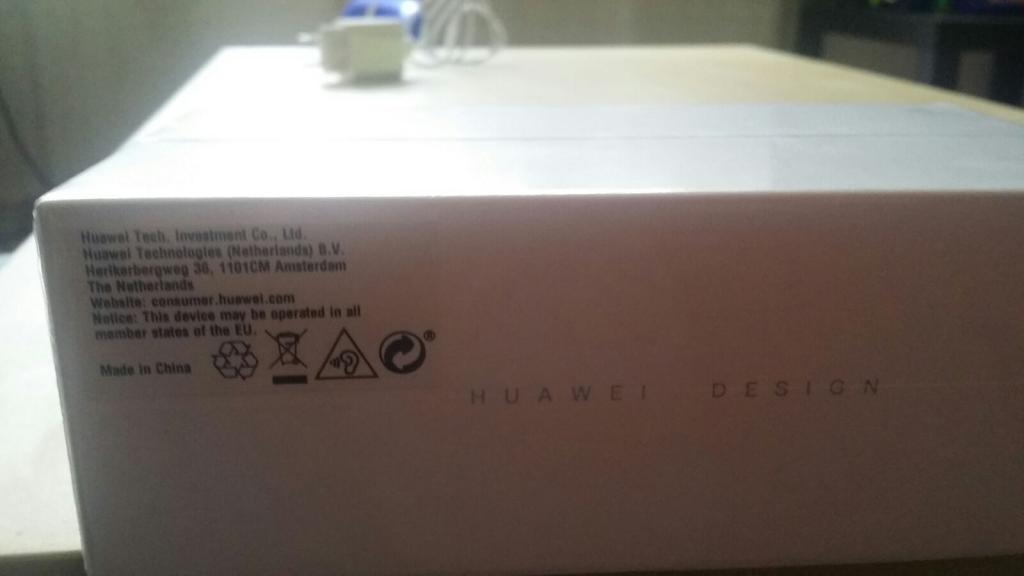 Huawei Tech. Investment Co., Ltd.
Huawei Technologies (Netherlands) B.V.
Herikerbergweg 36, 1101CM Amsterdam
The Netherlands
Website: consumer.huawei.com
Notice: This device may be operated in all
member states of the EU.
Made in China
®
HUAWEI DESIGN